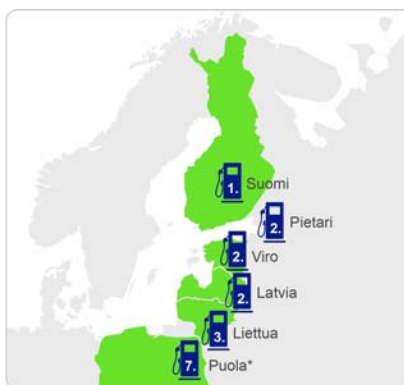 1. Suomi
2. Pietari
2. Viro
2. Latvia
3. Liettua
7. Puola*